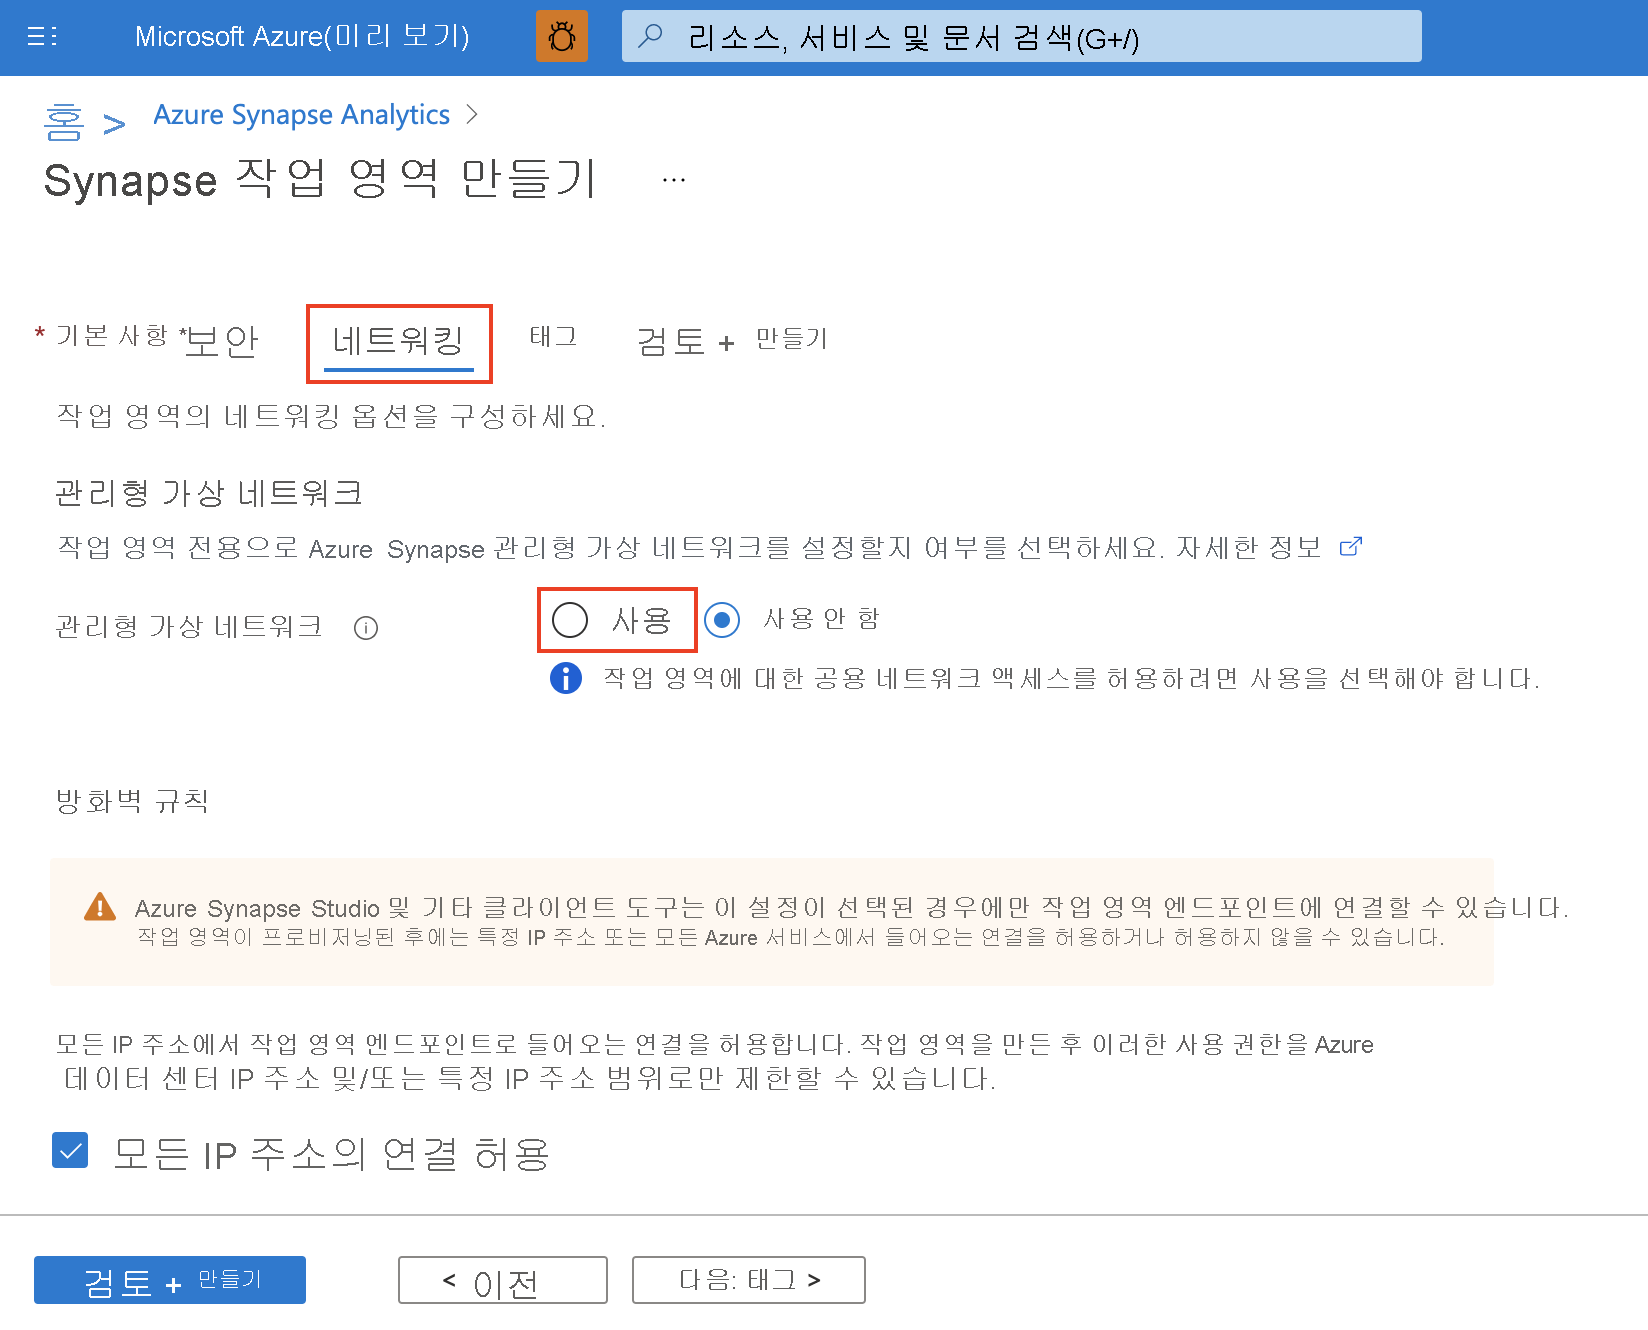 Microsoft Azure(미리 보기)
리소스, 서비스 및 문서 검색(G+/)
홈 > Azure Synapse Analytics >
Synapse 작업 영역 만들기 ...
* 기본 사항 *보안 네트워킹 태그 검토 + 만들기
작업 영역의 네트워킹 옵션을 구성하세요.
관리형 가상 네트워크
작업 영역 전용으로 Azure Synapse 관리형 가상 네트워크를 설정할지 여부를 선택하세요. 자세한 정보
관리형 가상 네트워크 사용 사용 안 함
작업 영역에 대한 공용 네트워크 액세스를 허용하려면 사용을 선택해야 합니다.
방화벽 규칙
Azure Synapse Studio 및 기타 클라이언트 도구는 이 설정이 선택된 경우에만 작업 영역 엔드포인트에 연결할 수 있습니다.
작업 영역이 프로비저닝된 후에는 특정 IP 주소 또는 모든 Azure 서비스에서 들어오는 연결을 허용하거나 허용하지 않을 수 있습니다.
모든 IP 주소에서 작업 영역 엔드포인트로 들어오는 연결을 허용합니다. 작업 영역을 만든 후 이러한 사용 권한을 Azure
데이터 센터 IP 주소 및/또는 특정 IP 주소 범위로만 제한할 수 있습니다.
모든 IP 주소의 연결 허용
검토 + 만들기
< 이전
다음: 태그 >